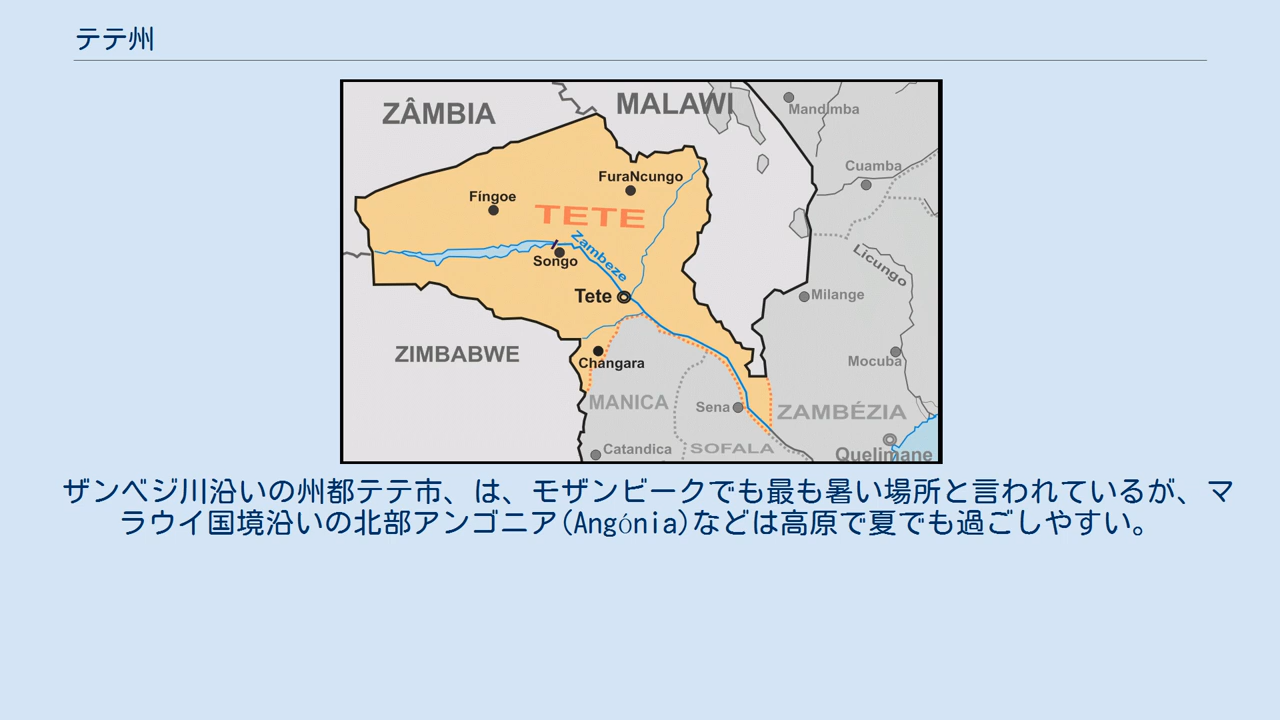 テテ州
ZÂMBIA
MALAWI
Mandimba
Cuamba
FuraNcungo
Fíngoe
TETE
Zambeze
Songo
Licungo
Tete
Milange
ZIMBABWE
Changara
Mocuba
MANICA
Sena
ZAMBÉZIA
Catandica
SOFALA
Quelimane
ザンベジ川沿いの州都テテ市、は、モザンビークでも最も暑い場所と言われているが、マ
ラウイ国境沿いの北部アンゴニア(Angónia)などは高原で夏でも過ごしやすい。